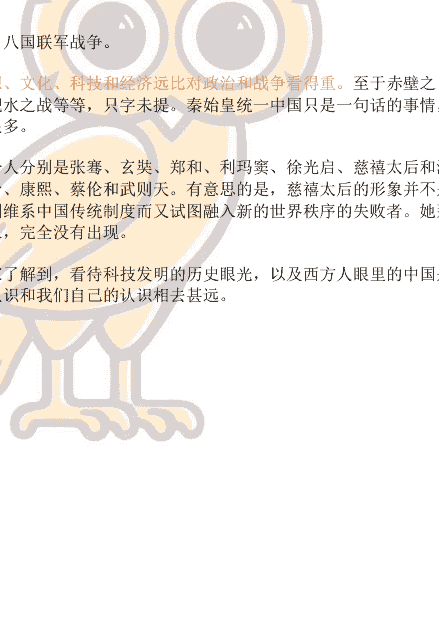 八国联军战争。
、文化、科技和经济远比对政治和战争看得重。至于赤壁之
水之战等等，只字未提。秦始皇统一中国只是一句话的事情，
多。
人分别是张骞、玄奘、郑和、利玛窦、徐光启、慈禧太后和
、康熙、蔡伦和武则天。有意思的是，慈禧太后的形象并不
维系中国传统制度而又试图融入新的世界秩序的失败者。她
，完全没有出现。
了解到，看待科技发明的历史眼光，以及西方人眼里的中国
识和我们自己的认识相去甚远。